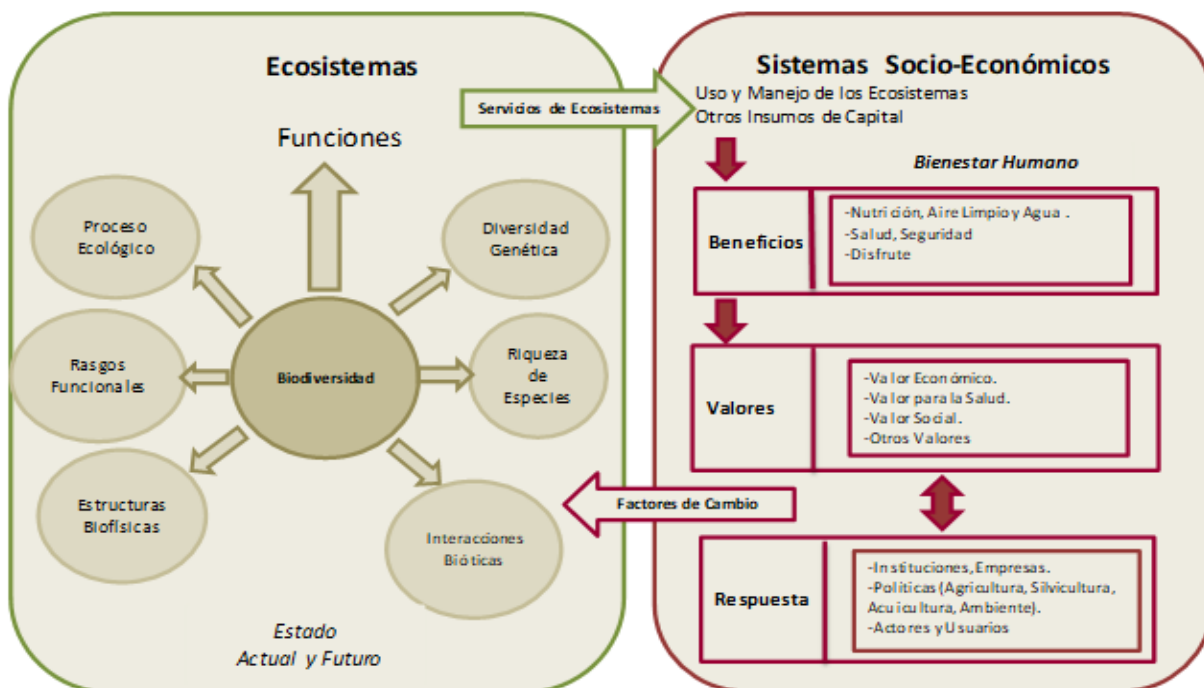 Ecosistemas
Funciones
Proceso
Ecológico
Diversidad
Genética
Rasgos
Funcionales
Biodiversidad
Riqueza
de
Especies
Estructuras
Biofísicas
Interacciones
Bióticas
Estado
Actual y Futuro
Servicios de Ecosistemas
Factores de Cambio
Sistemas Socio-Económicos
Uso y Manejo de los Ecosistemas
Otros Insumos de Capital
Bienestar Humano
Beneficios
-Nutrición, Aire Limpio y Agua .
-Salud, Seguridad
-Disfrute
Valores
-Valor Económico.
-Valor para la Salud.
-Valor Social.
-Otros Valores
Respuesta
-Instituciones, Empresas.
-Políticas (Agricultura, Silvicultura,
Acuicultura, Ambiente).
-Actores y Usuarios